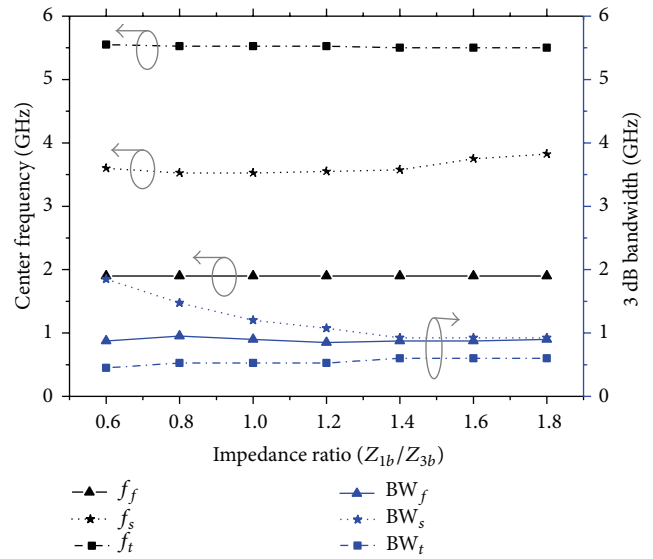 6 6
5 5
4 4
3 3
2 2
1 1
0 0
Center frequency (GHz)
3 dB bandwidth (GHz)
0.6 0.8 1.0 1.2 1.4 1.6 1.8
Impedance ratio (Z1b/Z3b)
ff BWf
fs BWs
ft BWt